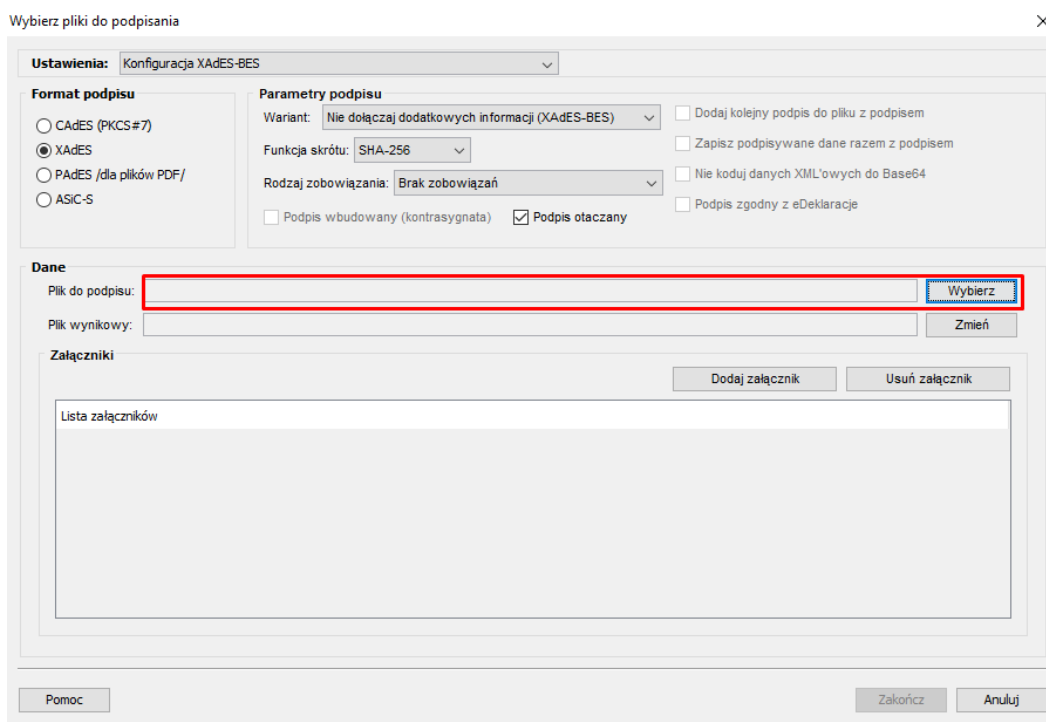 Wybierz pliki do podpisania
Ustawienia: Konfiguracja XAdES-BES
Format podpisu
CAdES (PKCS#7)
XAdES
PAdES /dla plików PDF/
ASiC-S
Parametry podpisu
Wariant: Nie dołączaj dodatkowych informacji (XAdES-BES)
Funkcja skrótu: SHA-256
Rodzaj zobowiązania: Brak zobowiązań
Podpis wbudowany (kontrasygnata) Podpis otaczany
Dodaj kolejny podpis do pliku z podpisem
Zapisz podpisywane dane razem z podpisem
Nie koduj danych XML'owych do Base64
Podpis zgodny z eDeklaracje
Dane
Plik do podpisu: Wybierz
Plik wynikowy: Zmień
Załączniki
Dodaj załącznik Usuń załącznik
Lista załączników
Pomoc Zakończ Anuluj